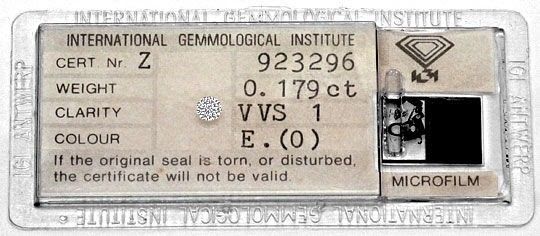 INTERNATIONAL GEMMOLOGICAL INSTITUTE
INTERNATIONAL GEMMOLOGICAL INSTITUTE
CERT Nr. Z 923296
WEIGHT 0.179ct
CLARITY VVS 1
COLOUR E.(0)
If the original seal is torn, or disturbed,
the certificate will not be valid.
IGI
MICROFILM
IGI ANTWERP
IGI ANTWERP
INTERNATIONAL GEMMOLOGICAL INSTITUTE